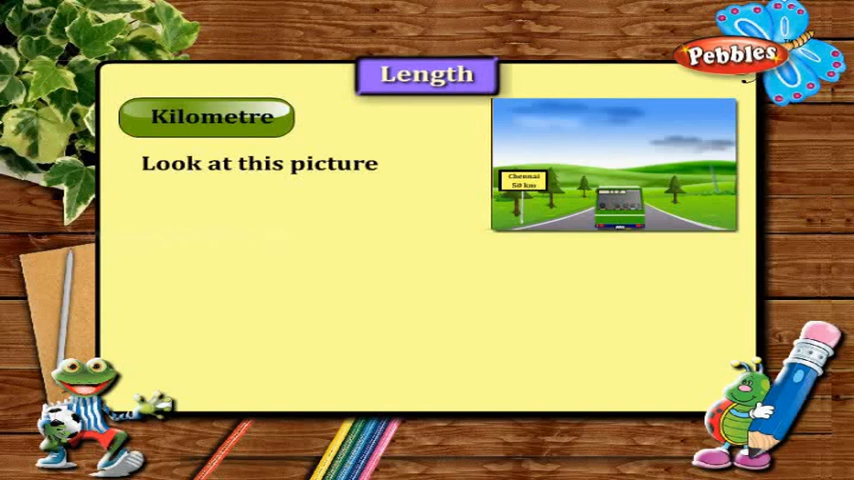 Pebbles
Length
Kilometre
Look at this picture
Chennai
50 km